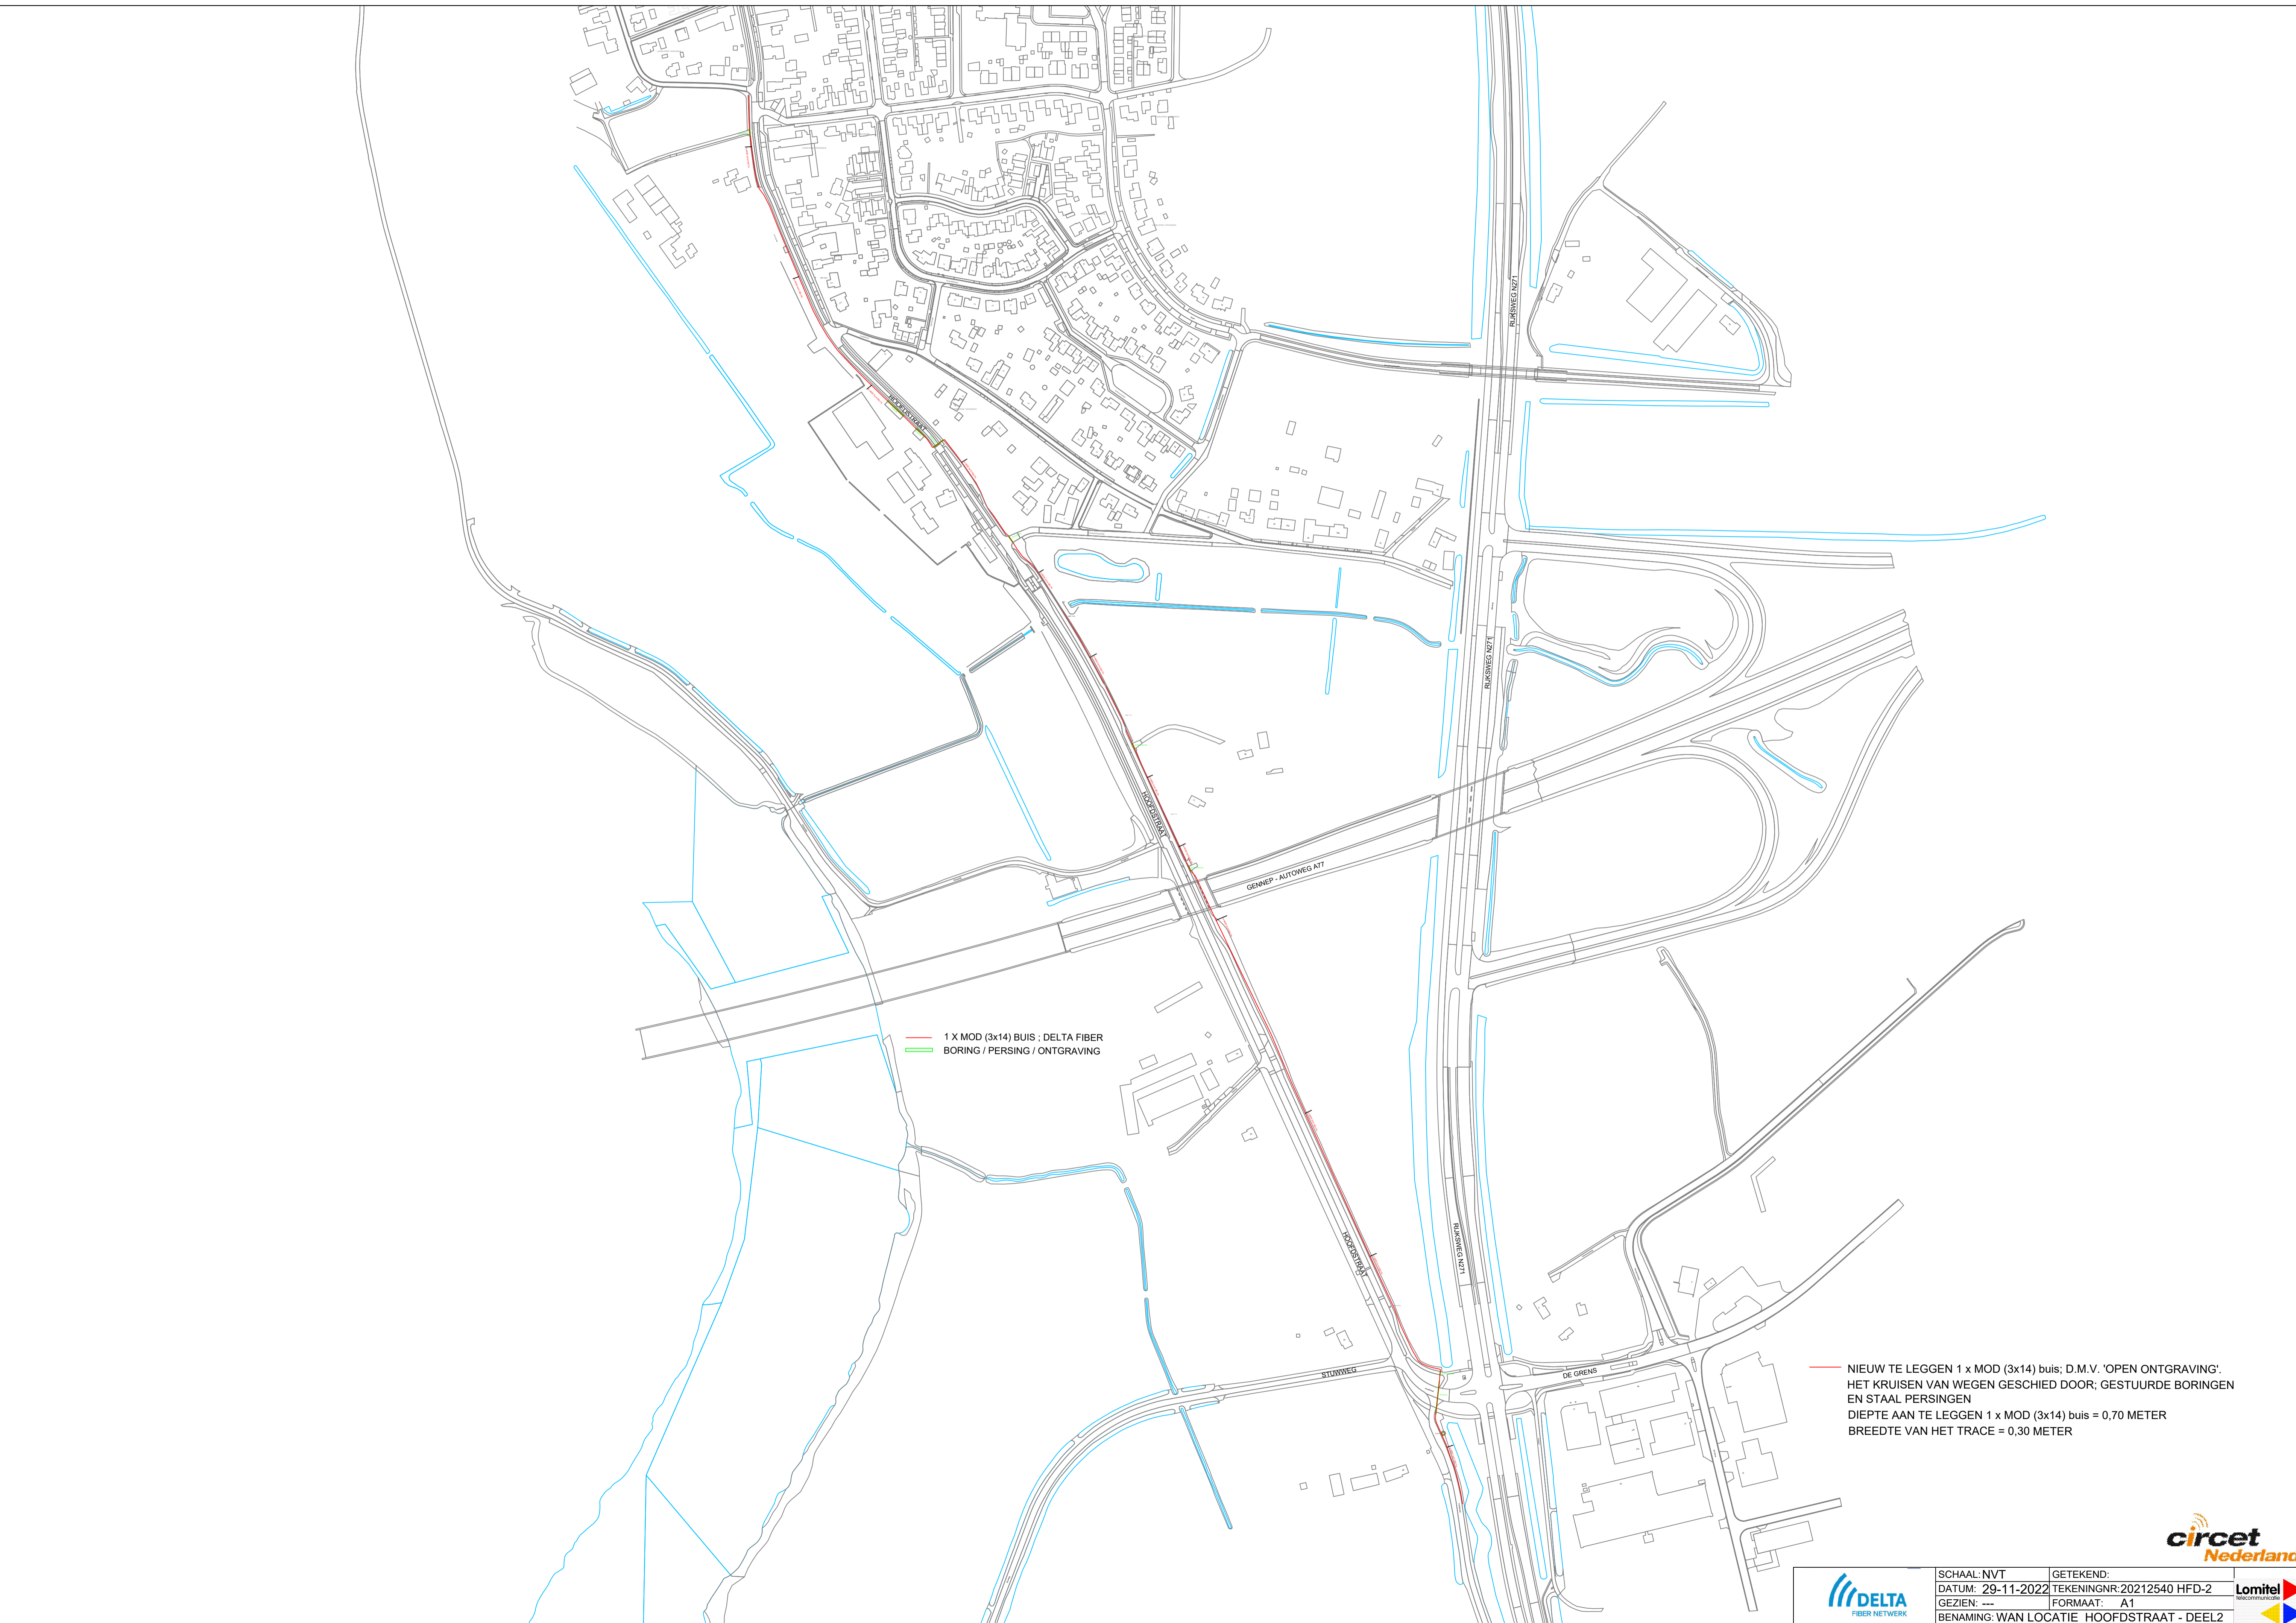 RIJKSWEG N271
HOOFDSTRAAT
RIJKSWEG N271
HOOFDSTRAAT
GENNEP - AUTOWEG A77
1 X MOD (3x14) BUIS ; DELTA FIBER
BORING / PERSING / ONTGRAVING
HOOFDSTRAAT
RIJKSWEG N271
STUWWEG
DE GRENS
NIEUW TE LEGGEN 1 x MOD (3x14) buis; D.M.V. 'OPEN ONTGRAVING'.
HET KRUISEN VAN WEGEN GESCHIED DOOR; GESTUURDE BORINGEN
EN STAAL PERSINGEN
DIEPTE AAN TE LEGGEN 1 x MOD (3x14) buis = 0,70 METER
BREEDTE VAN HET TRACE = 0,30 METER
circet
Nederland
DELTA
FIBER NETWERK
SCHAAL: NVT GETEKEND:
DATUM: 29-11-2022 TEKENINGNR: 20212540 HFD-2
GEZIEN: --- FORMAAT: A1
BENAMING: WAN LOCATIE HOOFDSTRAAT - DEEL2
Lomitel
telecommunicatie